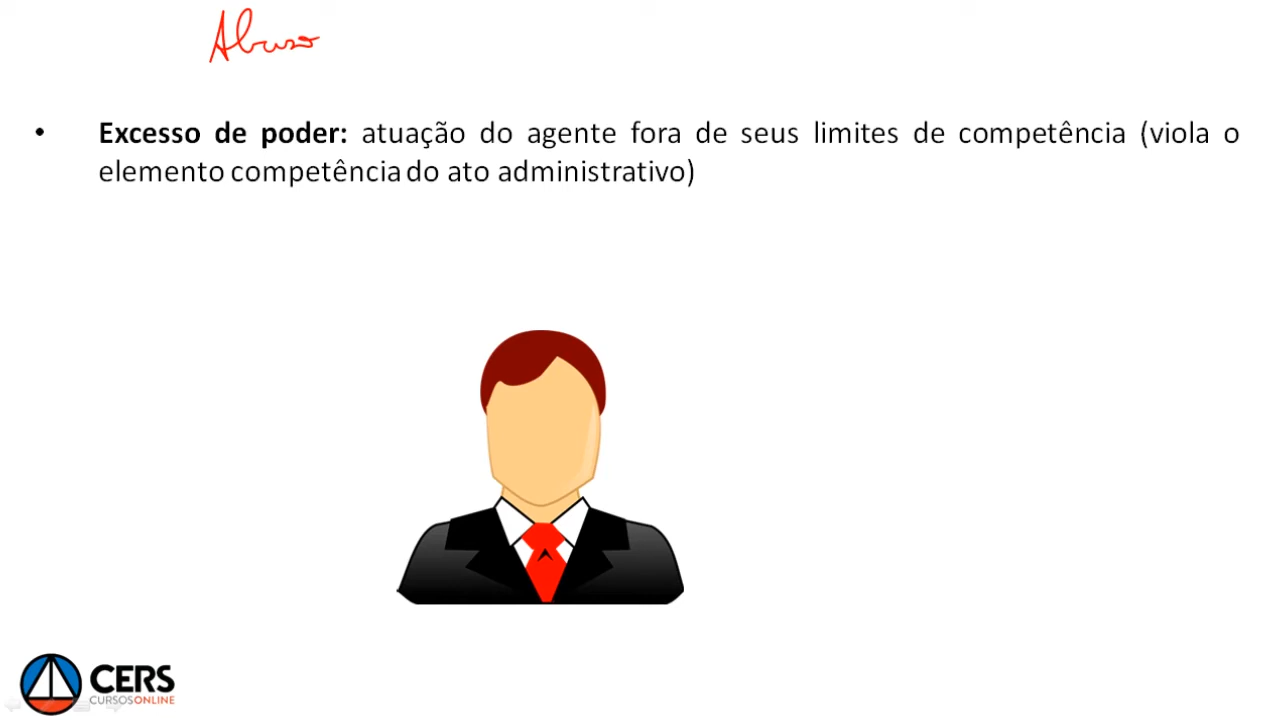 Abuso
• Excesso de poder: atuação do agente fora de seus limites de competência (viola o
elemento competência do ato administrativo)
CERS
CURSOSONLINE